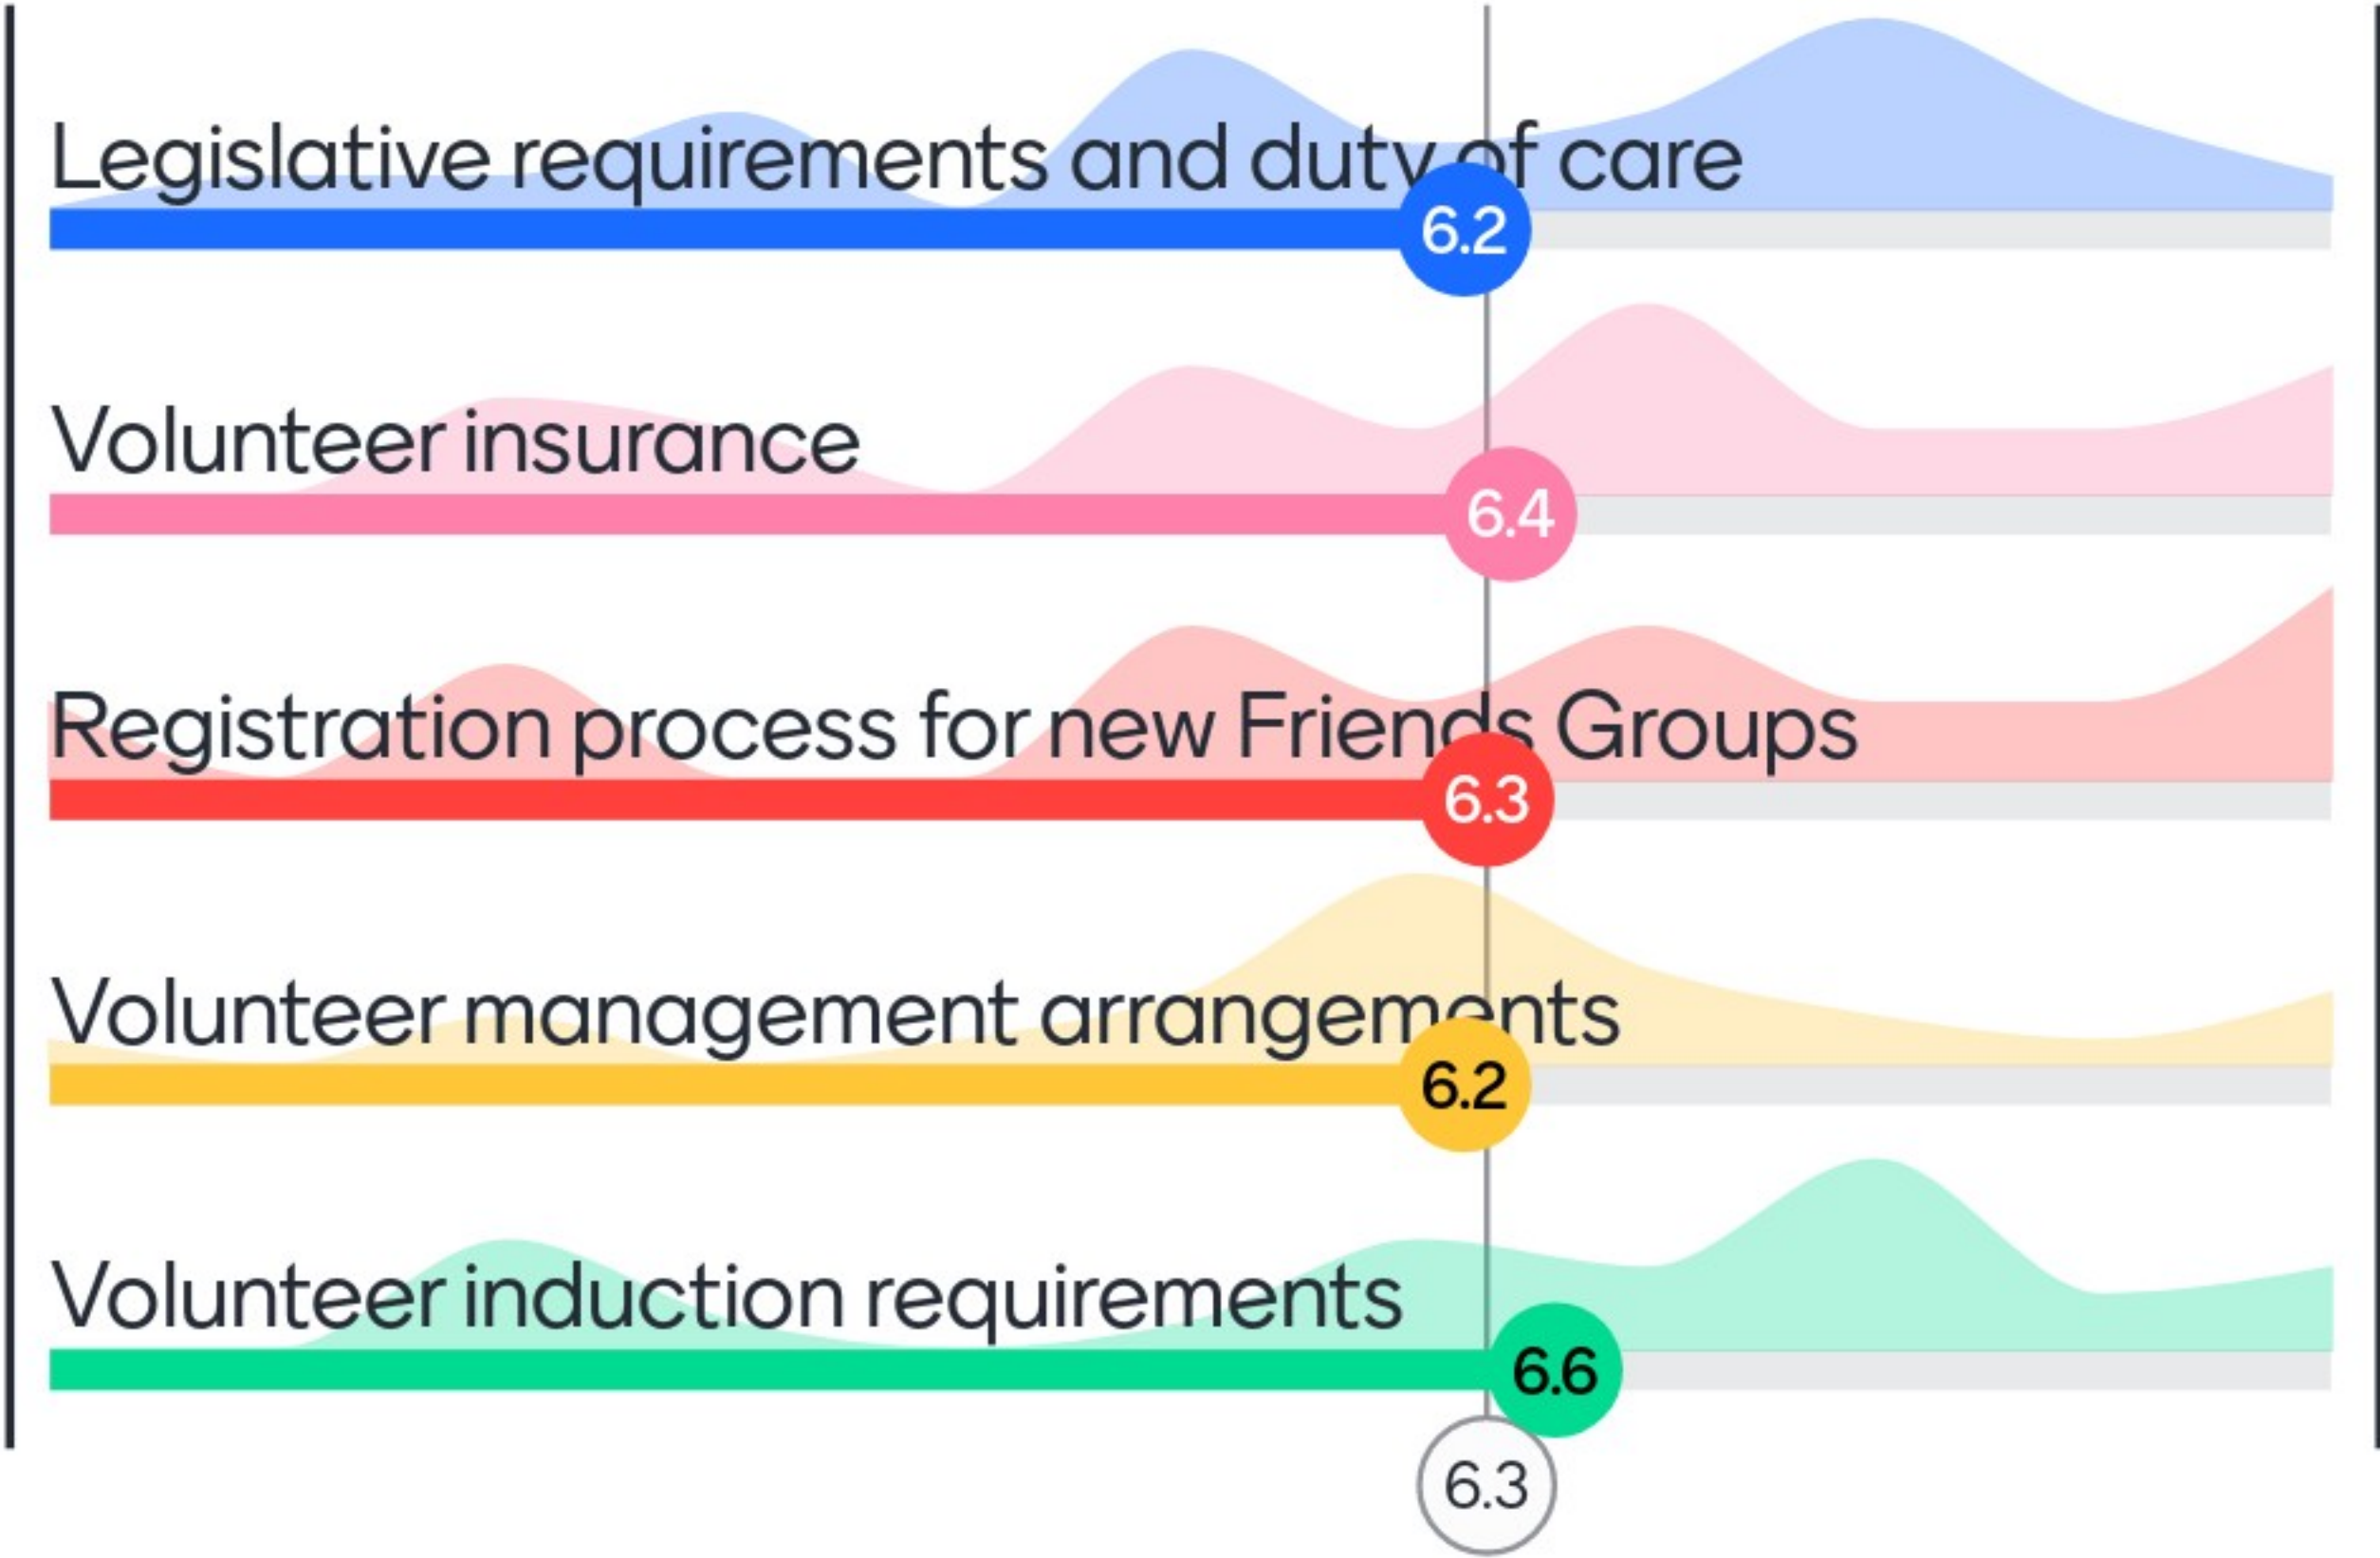 Legislative requirements and duty of care
6.2
Volunteer insurance
6.4
Registration process for new Friends Groups
6.3
Volunteer management arrangements
6.2
Volunteer induction requirements
6.6
6.3